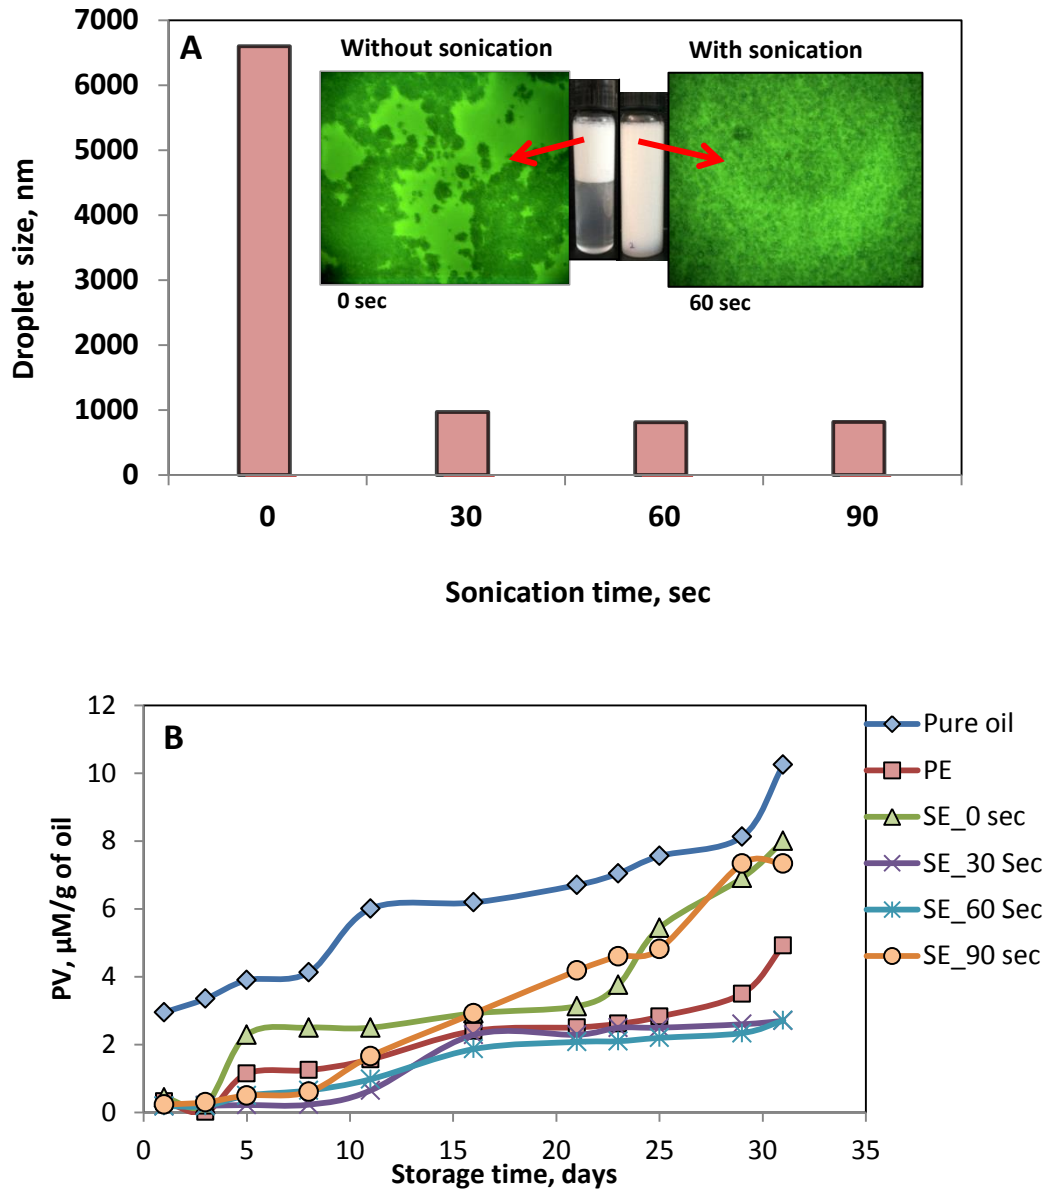 7000
A
Without sonication
With sonication
6000
5000
4000
3000
2000
1000
0
Droplet size, nm
0 sec
60 sec
0 30 60 90
Sonication time, sec
12
B
10
8
6
4
2
0
PV, µM/g of oil
0 5 10 15 20 25 30 35
Storage time, days
Pure oil
PE
SE_0 sec
SE_30 Sec
SE_60 Sec
SE_90 sec